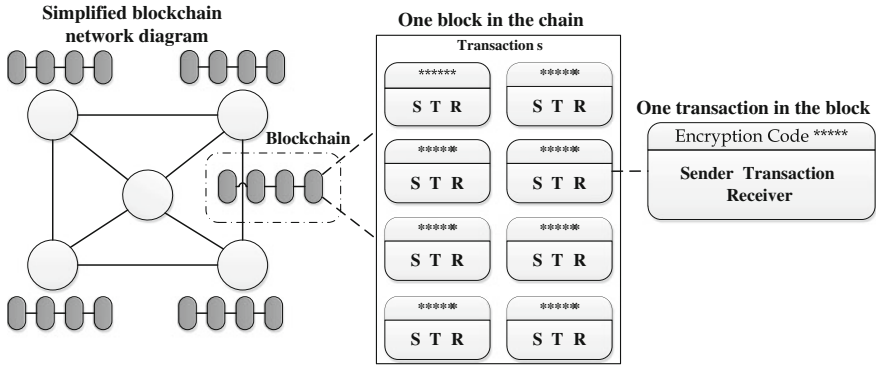 Simplified blockchain
network diagram
Blockchain
One block in the chain
Transaction s
******
S T R
******
S T R
******
S T R
******
S T R
******
S T R
******
S T R
******
S T R
******
S T R
One transaction in the block
Encryption Code *****
Sender Transaction
Receiver